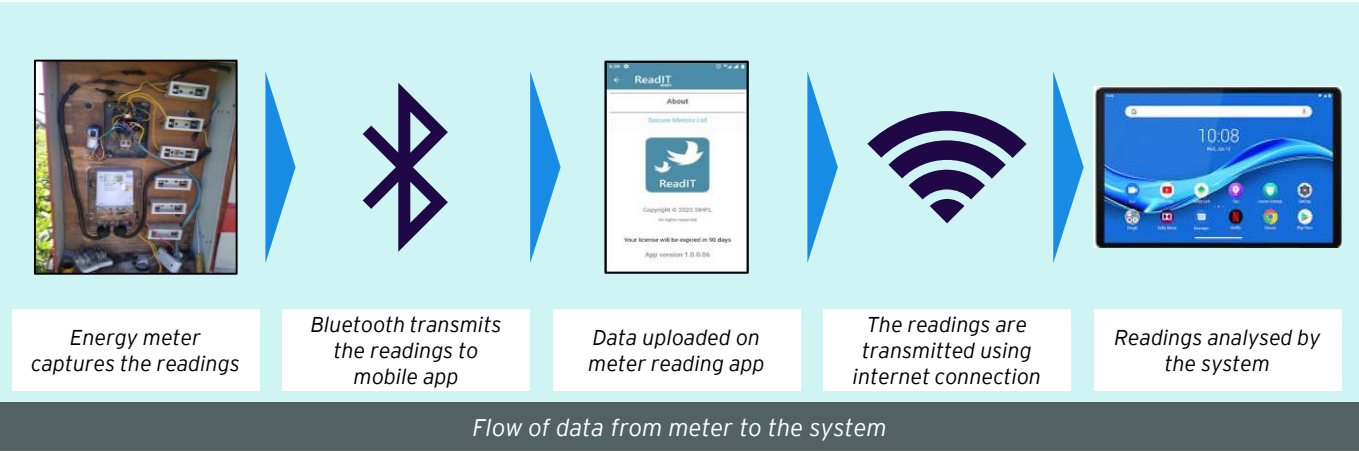 ReadIT
About
Secure Meters Ltd
ReadIT
Copyright © 2020 SMPL
All rights reserved
Your license will be expired in 90 days
App version 1.0.0.06
10:08
Energy meter
captures the readings
Bluetooth transmits
the readings to
mobile app
Data uploaded on
meter reading app
The readings are
transmitted using
internet connection
Readings analysed by
the system
Flow of data from meter to the system